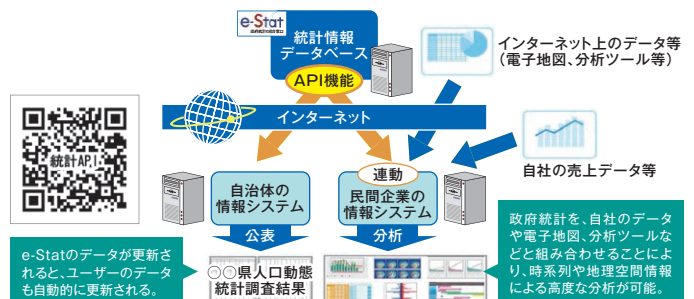 e-Stat
政府統計の総合窓口
統計情報
データベース
API機能
インターネット上のデータ等
(電子地図、分析ツール等)
インターネット
統計API
自社の売上データ等
自治体の
情報システム
連動
民間企業の
情報システム
公表
分析
e-Statのデータが更新さ
れると、ユーザーのデータ
も自動的に更新される。
○○県人口動態
統計調査結果
政府統計を、自社のデータ
や電子地図、分析ツールな
どと組み合わせることによ
り、時系列や地理空間情報
による高度な分析が可能。